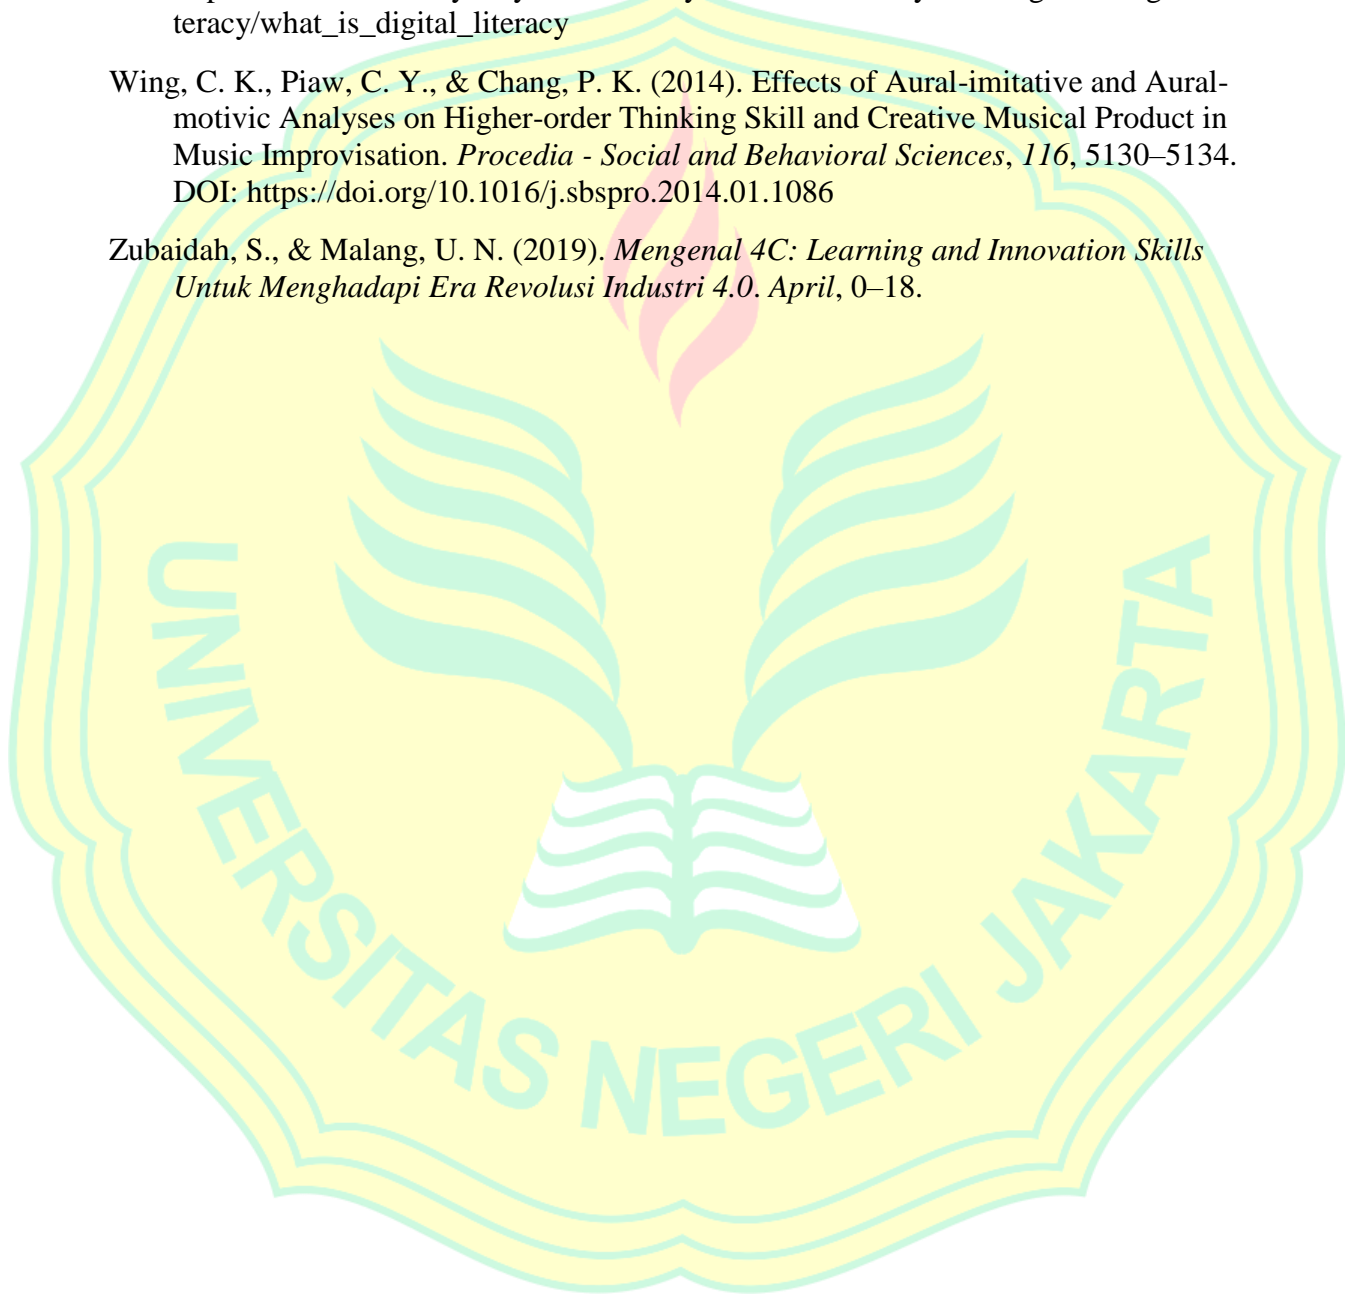 teracy/what_is_digital_literacy
Wing, C. K., Piaw, C. Y., & Chang, P. K. (2014). Effects of Aural-imitative and Aural-
motivic Analyses on Higher-order Thinking Skill and Creative Musical Product in
Music Improvisation. Procedia - Social and Behavioral Sciences, 116, 5130–5134.
DOI: https://doi.org/10.1016/j.sbspro.2014.01.1086
Zubaidah, S., & Malang, U. N. (2019). Mengenal 4C: Learning and Innovation Skills
Untuk Menghadapi Era Revolusi Industri 4.0. April, 0–18.
UNIVERSITAS NEGERI JAKARTA